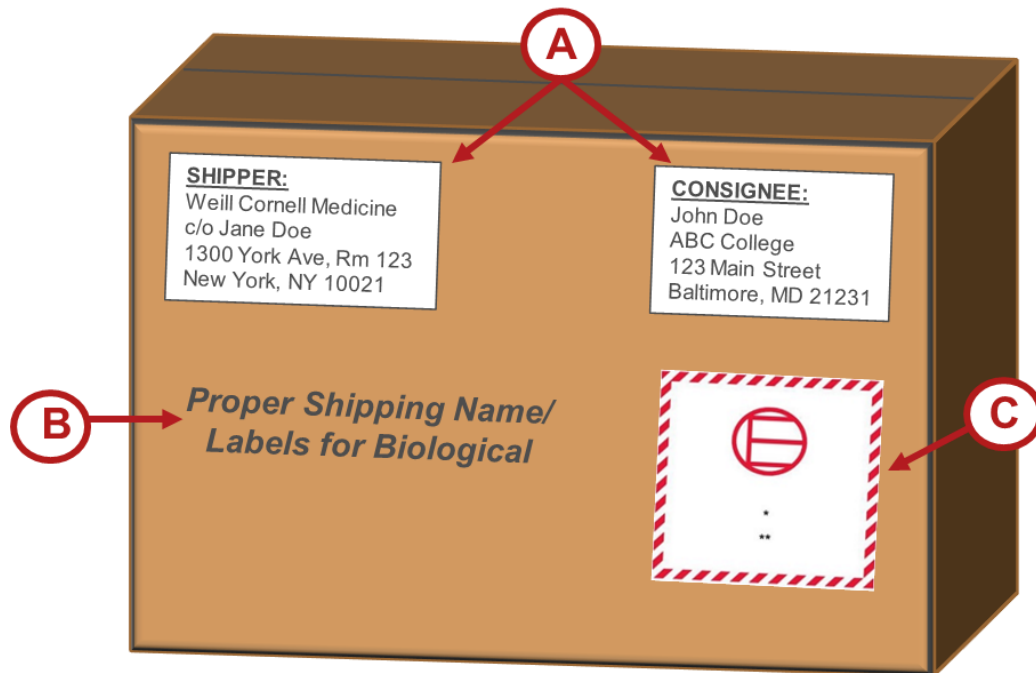 A
SHIPPER:
Weill Cornell Medicine
c/o Jane Doe
1300 York Ave, Rm 123
New York, NY 10021
CONSIGNEE:
John Doe
ABC College
123 Main Street
Baltimore, MD 21231
B
Proper Shipping Name/
Labels for Biological
C
*
**